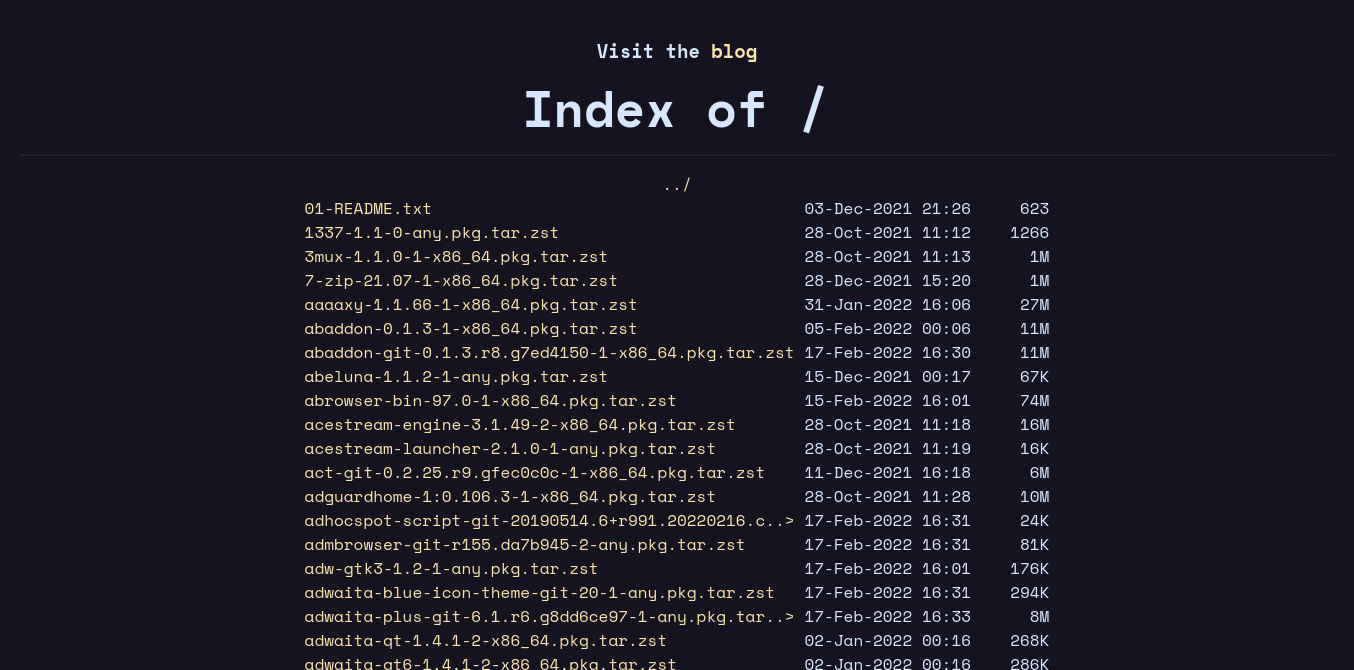 Visit the blog
Index of /
../
01-README.txt 03-Dec-2021 21:26 623
1337-1.1-0-any.pkg.tar.zst 28-Oct-2021 11:12 1266
3mux-1.1.0-1-x86_64.pkg.tar.zst 28-Oct-2021 11:13 1M
7-zip-21.07-1-x86_64.pkg.tar.zst 28-Dec-2021 15:20 1M
aaaaxy-1.1.66-1-x86_64.pkg.tar.zst 31-Jan-2022 16:06 27M
abaddon-0.1.3-1-x86_64.pkg.tar.zst 05-Feb-2022 00:06 11M
abaddon-git-0.1.3.r8.g7ed4150-1-x86_64.pkg.tar.zst 17-Feb-2022 16:30 11M
abeluna-1.1.2-1-any.pkg.tar.zst 15-Dec-2021 00:17 67K
abrowser-bin-97.0-1-x86_64.pkg.tar.zst 15-Feb-2022 16:01 74M
acestream-engine-3.1.49-2-x86_64.pkg.tar.zst 28-Oct-2021 11:18 16M
acestream-launcher-2.1.0-1-any.pkg.tar.zst 28-Oct-2021 11:19 16K
act-git-0.2.25.r9.gfec0c0c-1-x86_64.pkg.tar.zst 11-Dec-2021 16:18 6M
adguardhome-1:0.106.3-1-x86_64.pkg.tar.zst 28-Oct-2021 11:28 10M
adhocspot-script-git-20190514.6+r991.20220216.c..> 17-Feb-2022 16:31 24K
admbrowser-git-r155.da7b945-2-any.pkg.tar.zst 17-Feb-2022 16:31 81K
adw-gtk3-1.2-1-any.pkg.tar.zst 17-Feb-2022 16:01 176K
adwaita-blue-icon-theme-git-20-1-any.pkg.tar.zst 17-Feb-2022 16:31 294K
adwaita-plus-git-6.1.r6.g8dd6ce97-1-any.pkg.tar..> 17-Feb-2022 16:33 8M
adwaita-qt-1.4.1-2-x86_64.pkg.tar.zst 02-Jan-2022 00:16 268K
adwaita-qt6-1.4.1-2-x86_64.pkg.tar.zst 02-Jan-2022 00:16 286K